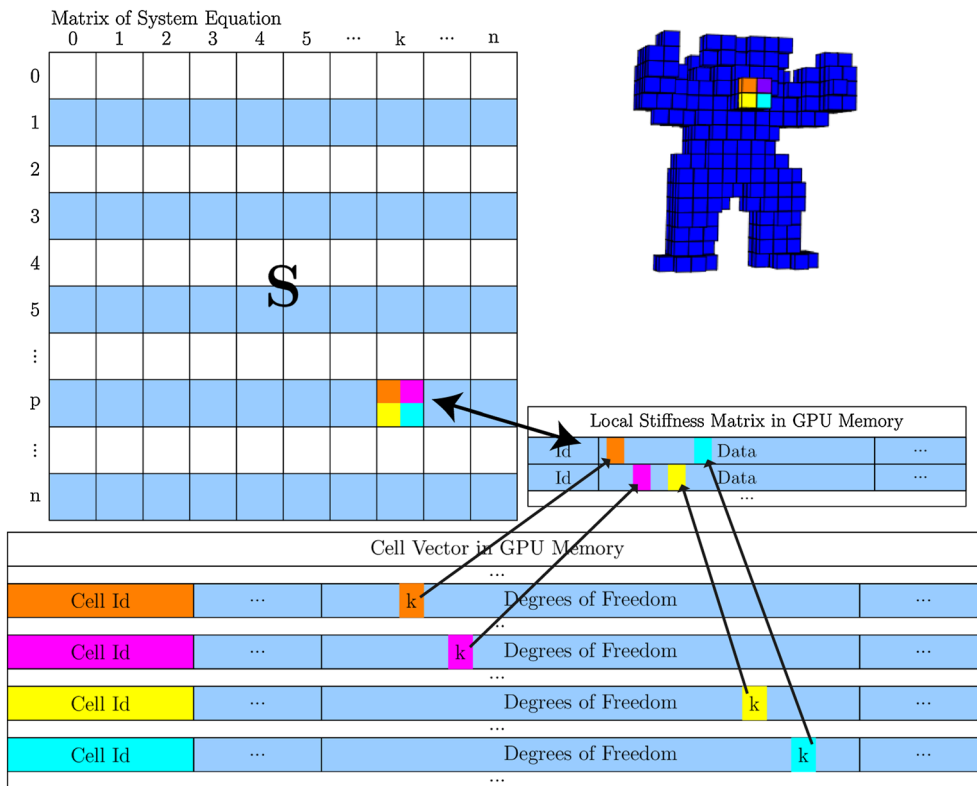 Matrix of System Equation
0 1 2 3 4 5 ... k ... n
0
1
2
3
4
S
5
⋮
p
⋮
n
Local Stiffness Matrix in GPU Memory
Id Data ...
Id Data ...
...
Cell Vector in GPU Memory
...
Cell Id ... k Degrees of Freedom ...
...
Cell Id ... k Degrees of Freedom ...
...
Cell Id ... Degrees of Freedom k ...
...
Cell Id ... Degrees of Freedom k ...
...